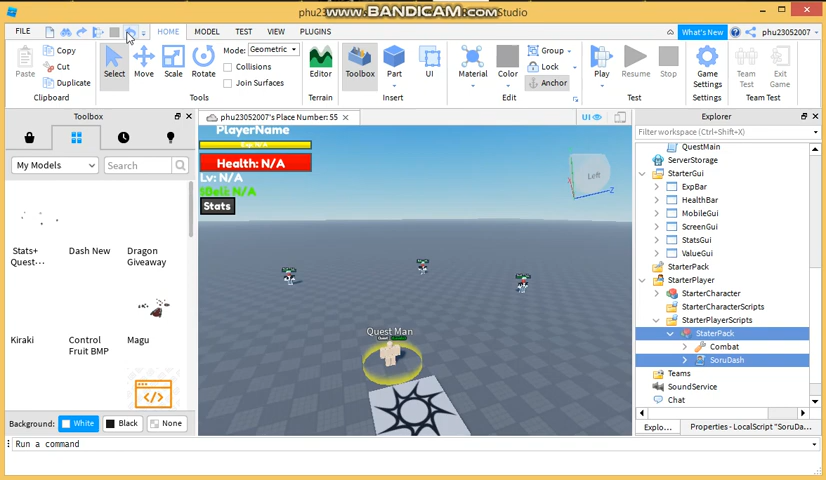 phu23
www.BANDICAM.com
Studio
FILE
HOME
MODEL
TEST
VIEW
PLUGINS
What's New
phu23052007
Paste
Copy
Cut
Duplicate
Clipboard
Select
Move
Scale
Rotate
Mode:
Geometric
Collisions
Join Surfaces
Tools
Editor
Terrain
Toolbox
Part
UI
Insert
Material
Color
Group
Lock
Anchor
Edit
Play
Resume
Stop
Test
Game
Settings
Settings
Team
Test
Exit
Game
Team Test
Toolbox
My Models
Search
Stats+
Quest...
Dash New
Dragon
Giveaway
Kiraki
Control
Fruit BMP
Magu
Background:
White
Black
None
phu23052007's Place Number: 55
UI
PlayerName
Exp: N/A
Health: N/A
Lv: N/A
$Beli: N/A
Stats
Left
Z
Quest Man
Explorer
Filter workspace (Ctrl+Shift+X)
QuestMain
ServerStorage
StarterGui
ExpBar
HealthBar
MobileGui
ScreenGui
StatsGui
ValueGui
StarterPack
StarterPlayer
StarterCharacter
StarterCharacterScripts
StarterPlayerScripts
StaterPack
Combat
SoruDash
Teams
SoundService
Chat
Explo...
Properties - LocalScript "SoruDa...
Run a command